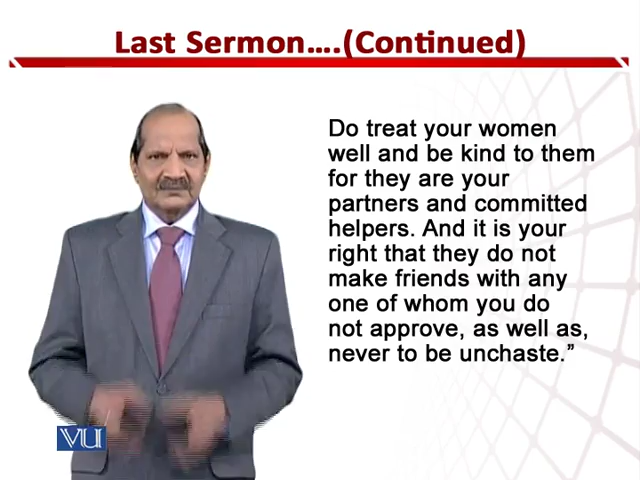 Last Sermon….(Continued)
Do treat your women
well and be kind to them
for they are your
partners and committed
helpers. And it is your
right that they do not
make friends with any
one of whom you do
not approve, as well as,
never to be unchaste.”
VU